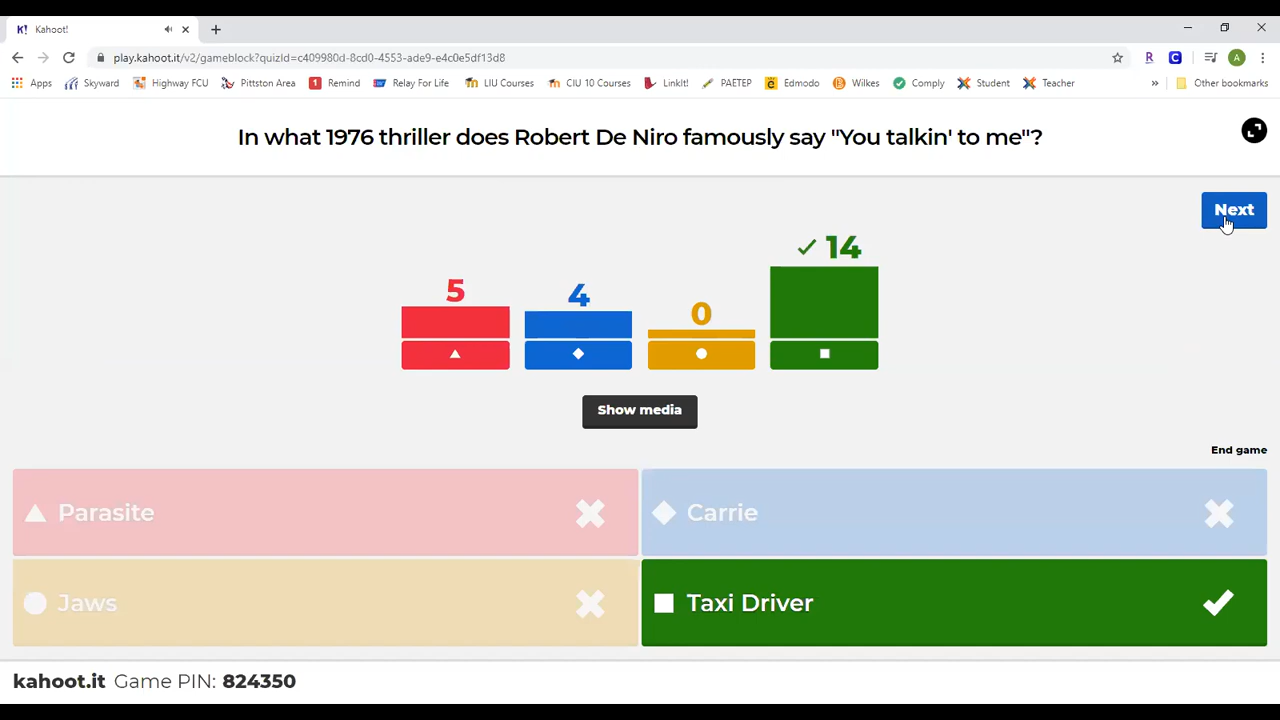 K! Kahoot!
play.kahoot.it/v2/gameblock?quizId=c409980d-8cd0-4553-ade9-e4c0e5df13d8
R C A
Apps Skyward Highway FCU Pittston Area 1 Remind Relay For Life LIU Courses CIU 10 Courses LinkIt! PAETEP e Edmodo Wilkes Comply Student Teacher » Other bookmarks
In what 1976 thriller does Robert De Niro famously say "You talkin' to me"?
Next
5 4 0 14
Show media
End game
Parasite
Carrie
Jaws
Taxi Driver
kahoot.it Game PIN: 824350